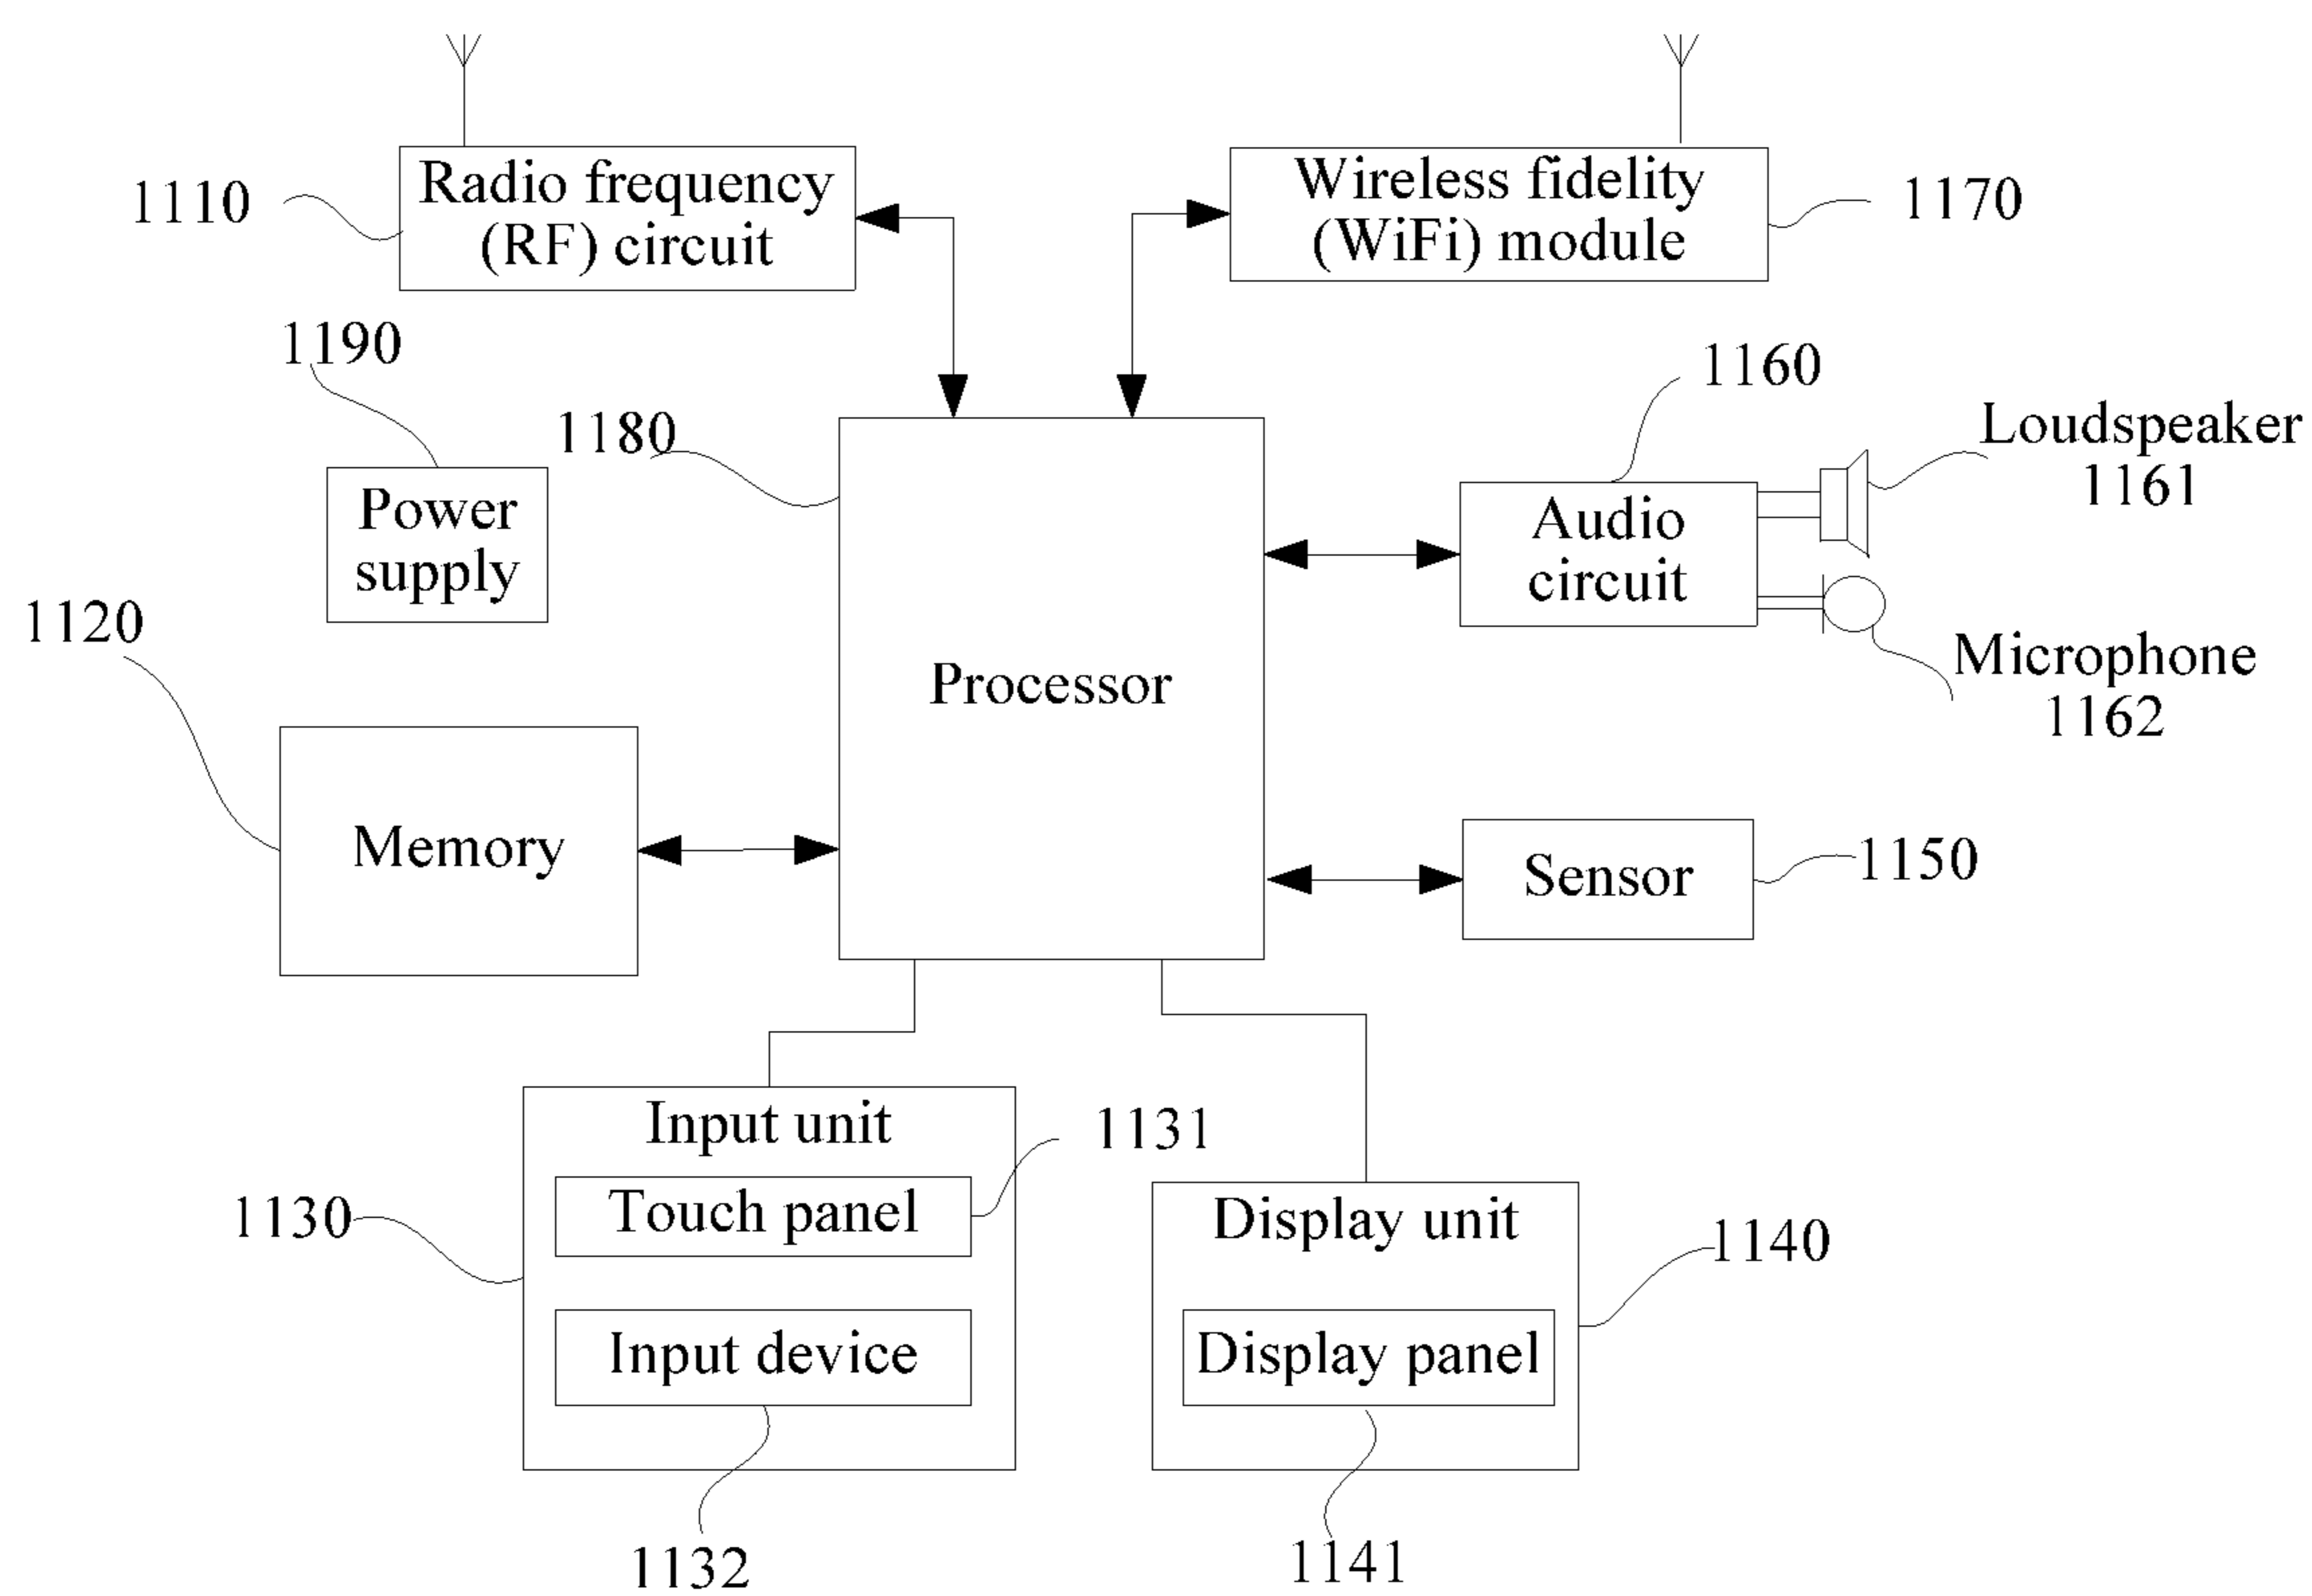 1110
Radio frequency
(RF) circuit
Wireless fidelity
(WiFi) module
1170
1190
1180
1160
Loudspeaker
1161
Power
supply
Audio
circuit
1120
Microphone
1162
Processor
Memory
Sensor
1150
Input unit
1131
Touch panel
1130
Display unit
1140
Input device
Display panel
1132
1141